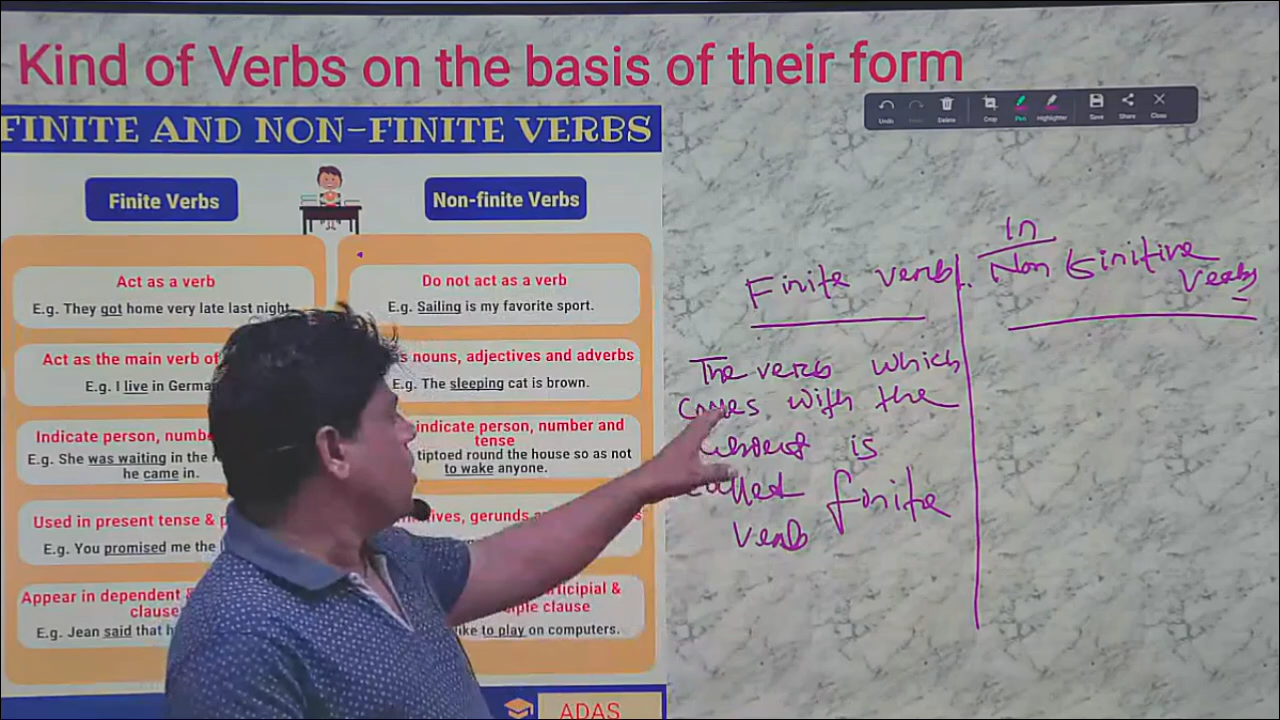 Kind of Verbs on the basis of their form
Undo
Delete
Crop
Pen
Highlighter
Save
Share
Close
FINITE AND NON-FINITE VERBS
Finite Verbs
Act as a verb
E.g. They got home very late last night.
Act as the main verb of
E.g. I live in Germa
Indicate person, numb
E.g. She was waiting in the
he came in.
Used in present tense &
E.g. You promised me the
Appear in dependent &
clause
E.g. Jean said that
Non-finite Verbs
Do not act as a verb
E.g. Sailing is my favorite sport.
nouns, adjectives and adverbs
E.g. The sleeping cat is brown.
indicate person, number and
tense
tiptoed round the house so as not
to wake anyone.
gerunds
clause
to play on computers.
ADAS
Finite verb
The verb which
comes with the
is
called finite
verb
In
Non finitive
Verbs